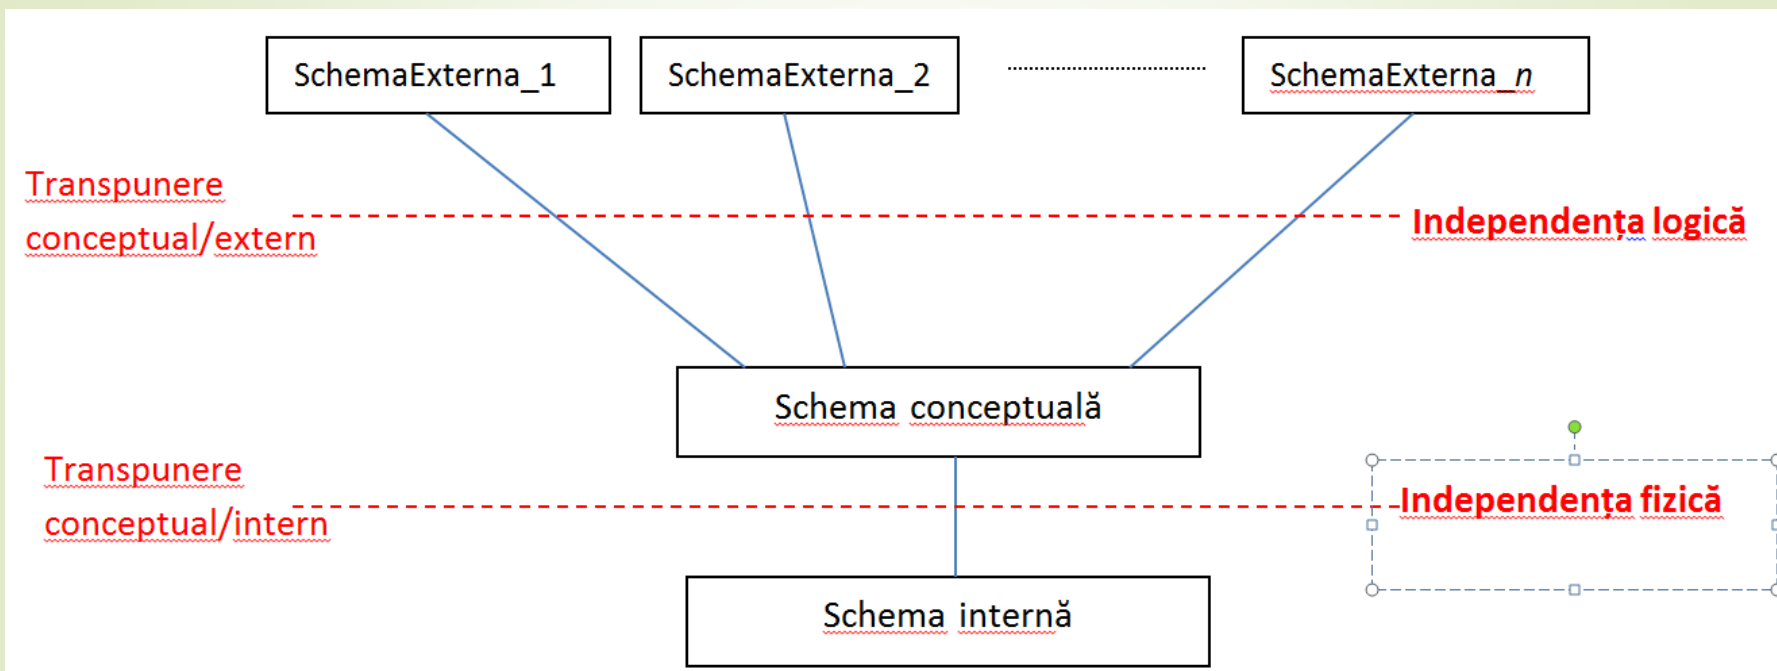 SchemaExterna_1
SchemaExterna_2
SchemaExterna_n
Transpunere
conceptual/extern
Independența logică
Schema conceptuală
Transpunere
conceptual/intern
Independența fizică
Schema internă